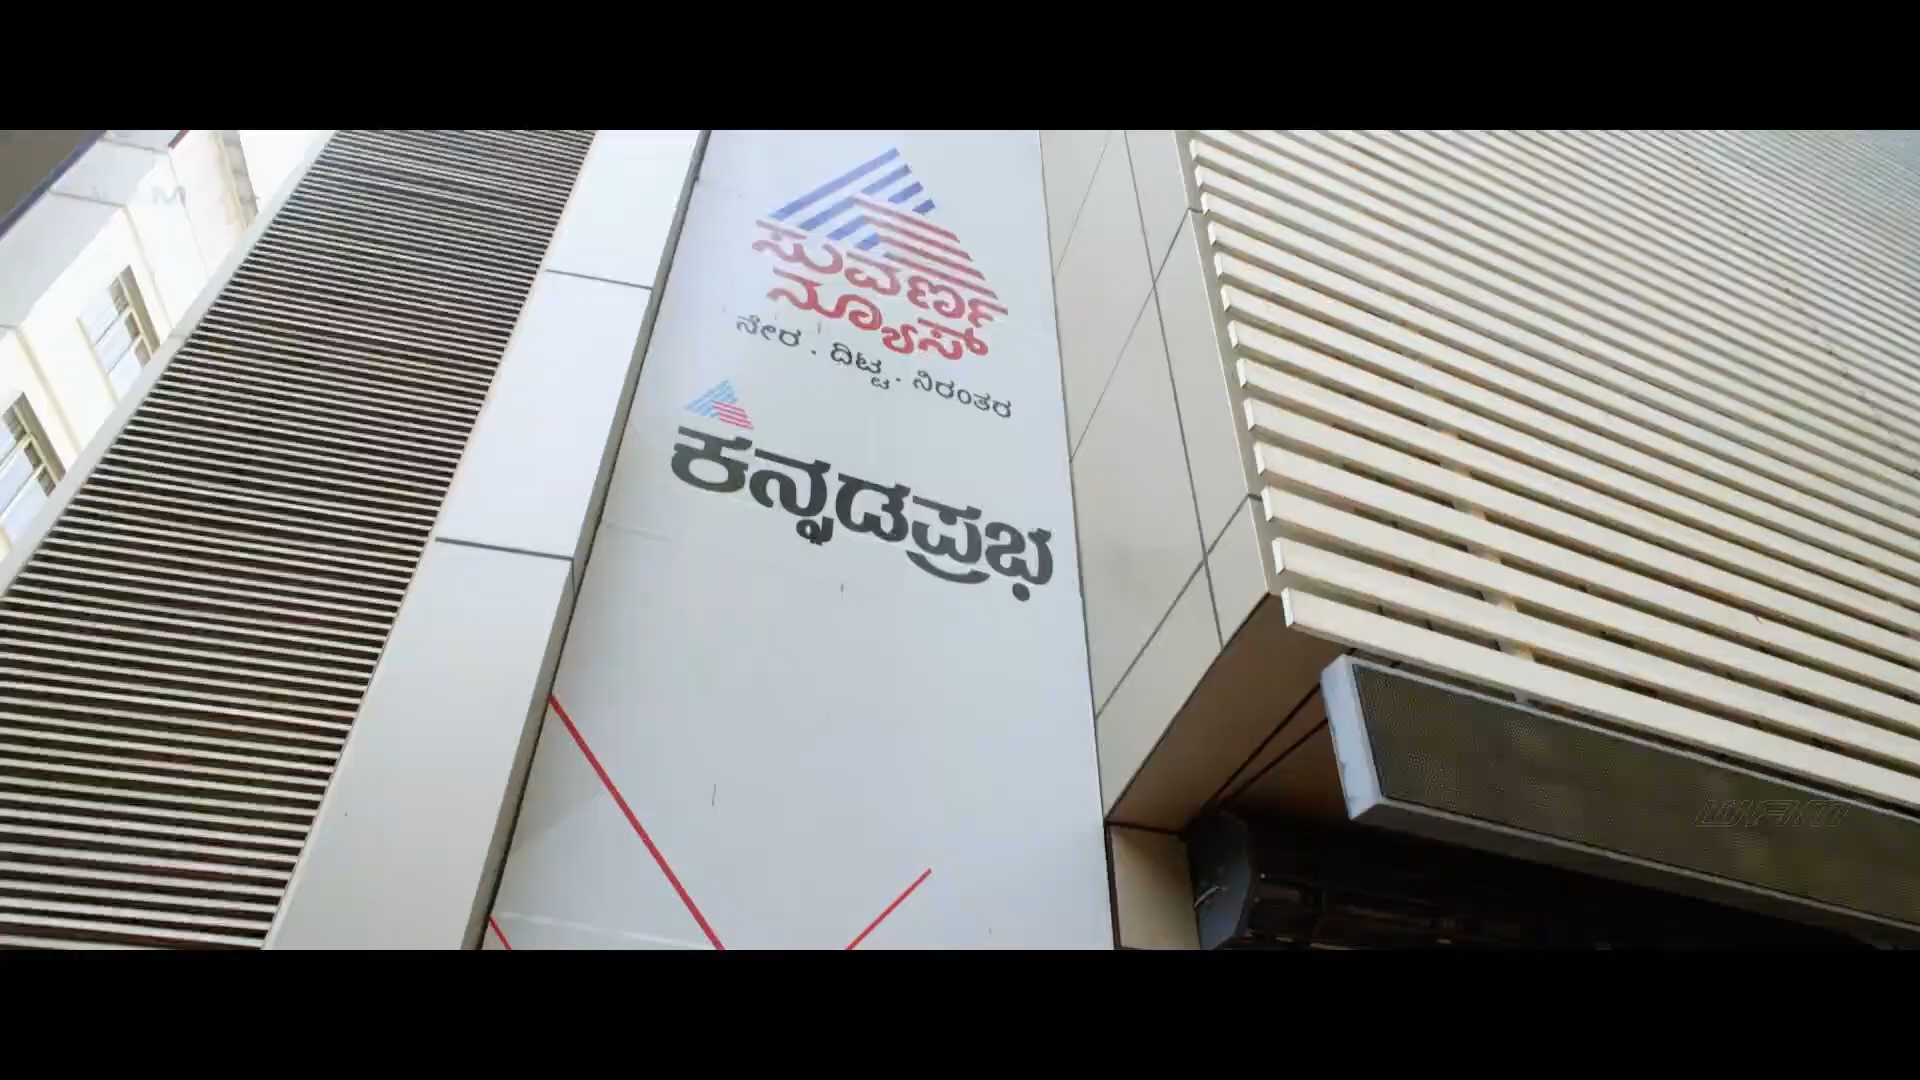 ಸುವರ್ಣ
ನ್ಯೂಸ್
ನೇರ . ದಿಟ್ಟ . ನಿರಂತರ
ಕನ್ನಡಪ್ರಭ